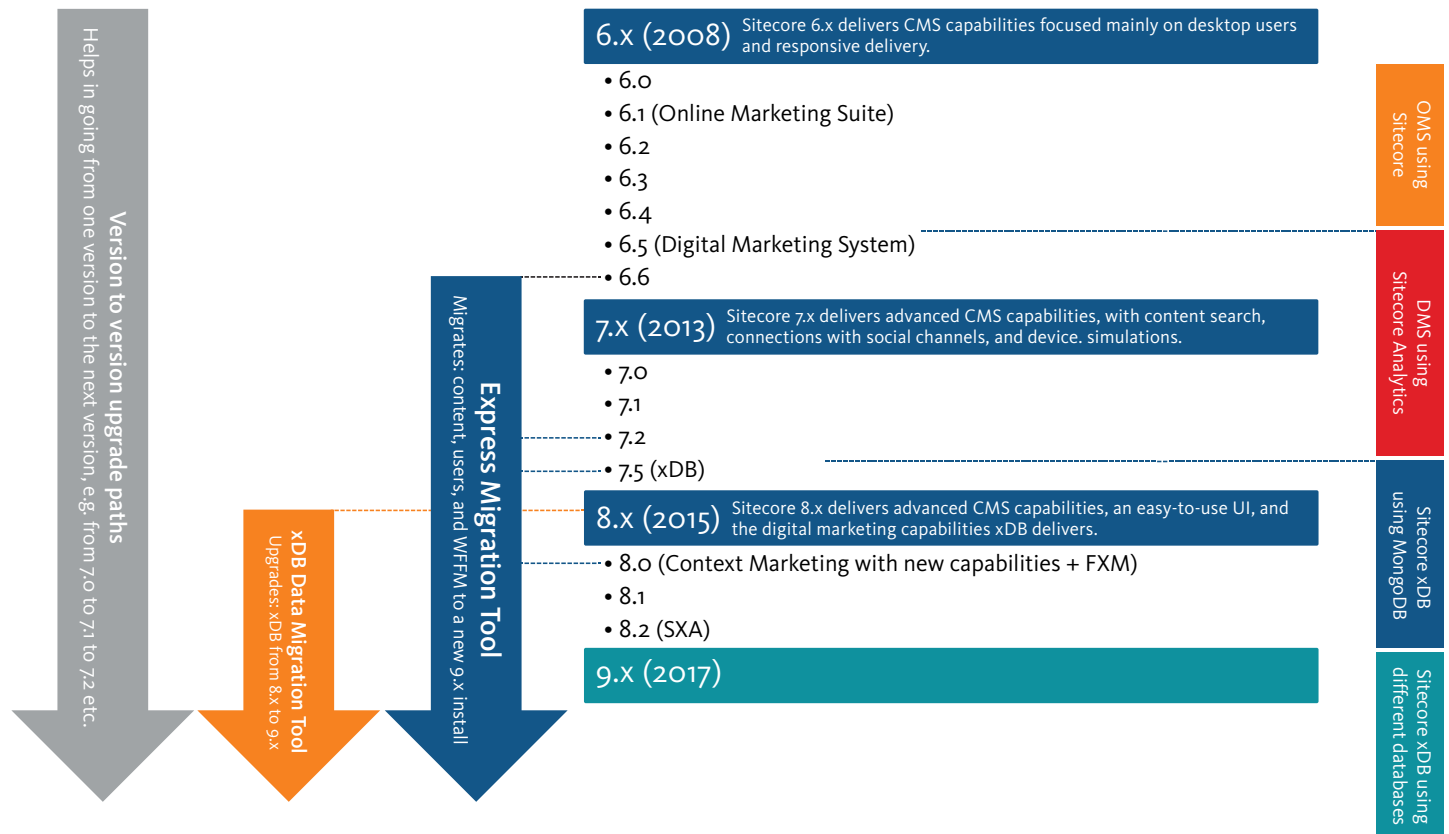 Version to version upgrade paths
Helps in going from one version to the next version, e.g. from 7.0 to 7.1 to 7.2 etc.
xDB Data Migration Tool
Upgrades: xDB from 8.x to 9.x
Express Migration Tool
Migrates: content, users, and WFFM to a new 9.x install
6.x (2008)
Sitecore 6.x delivers CMS capabilities focused mainly on desktop users
and responsive delivery.
• 6.0
• 6.1 (Online Marketing Suite)
• 6.2
• 6.3
• 6.4
• 6.5 (Digital Marketing System)
• 6.6
7.x (2013)
Sitecore 7.x delivers advanced CMS capabilities, with content search,
connections with social channels, and device. simulations.
• 7.0
• 7.1
• 7.2
• 7.5 (xDB)
8.x (2015)
Sitecore 8.x delivers advanced CMS capabilities, an easy-to-use UI, and
the digital marketing capabilities xDB delivers.
• 8.0 (Context Marketing with new capabilities + FXM)
• 8.1
• 8.2 (SXA)
9.x (2017)
OMS using
Sitecore
DMS using
Sitecore Analytics
Sitecore xDB
using MongoDB
Sitecore xDB using
different databases